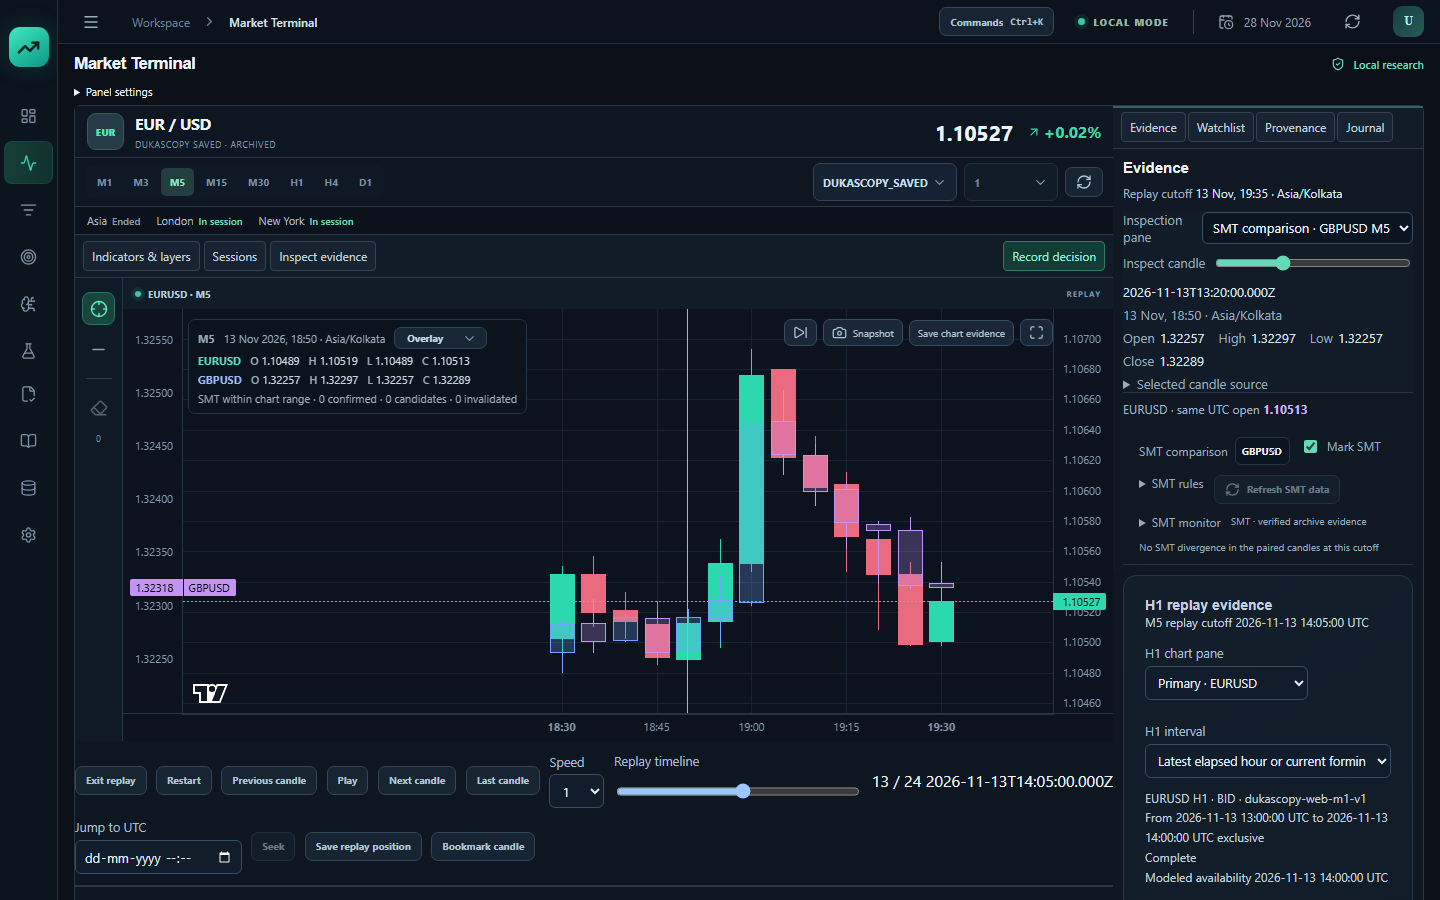 Workspace > Market Terminal
Commands Ctrl+K
LOCAL MODE
28 Nov 2026
U
Market Terminal
Local research
Panel settings
EUR
EUR / USD
DUKASCOPY SAVED · ARCHIVED
1.10527
+0.02%
M1 M3 M5 M15 M30 H1 H4 D1
DUKASCOPY_SAVED
1
Asia Ended London In session New York In session
Indicators & layers Sessions Inspect evidence
Record decision
EURUSD · M5
REPLAY
M5 13 Nov 2026, 18:50 · Asia/Kolkata Overlay
EURUSD O 1.10489 H 1.10519 L 1.10489 C 1.10513
GBPUSD O 1.32257 H 1.32297 L 1.32257 C 1.32289
SMT within chart range · 0 confirmed · 0 candidates · 0 invalidated
Snapshot
Save chart evidence
0
1.32550
1.32500
1.32450
1.32400
1.32350
1.32318 GBPUSD
1.32300
1.32250
1.10700
1.10680
1.10660
1.10640
1.10620
1.10600
1.10580
1.10560
1.10540
1.10527
1.10520
1.10500
1.10480
1.10460
18:30 18:45 19:00 19:15 19:30
Exit replay Restart Previous candle Play Next candle Last candle
Speed
1
Replay timeline
13 / 24 2026-11-13T14:05:00.000Z
Jump to UTC
dd-mm-yyyy --:--
Seek Save replay position Bookmark candle
Evidence Watchlist Provenance Journal
Evidence
Replay cutoff 13 Nov, 19:35 · Asia/Kolkata
Inspection pane
SMT comparison · GBPUSD M5
Inspect candle
2026-11-13T13:20:00.000Z
13 Nov, 18:50 · Asia/Kolkata
Open 1.32257 High 1.32297 Low 1.32257
Close 1.32289
Selected candle source
EURUSD · same UTC open 1.10513
SMT comparison GBPUSD Mark SMT
SMT rules Refresh SMT data
SMT monitor SMT · verified archive evidence
No SMT divergence in the paired candles at this cutoff
H1 replay evidence
M5 replay cutoff 2026-11-13 14:05:00 UTC
H1 chart pane
Primary · EURUSD
H1 interval
Latest elapsed hour or current formin
EURUSD H1 · BID · dukascopy-web-m1-v1
From 2026-11-13 13:00:00 UTC to 2026-11-13
14:00:00 UTC exclusive
Complete
Modeled availability 2026-11-13 14:00:00 UTC